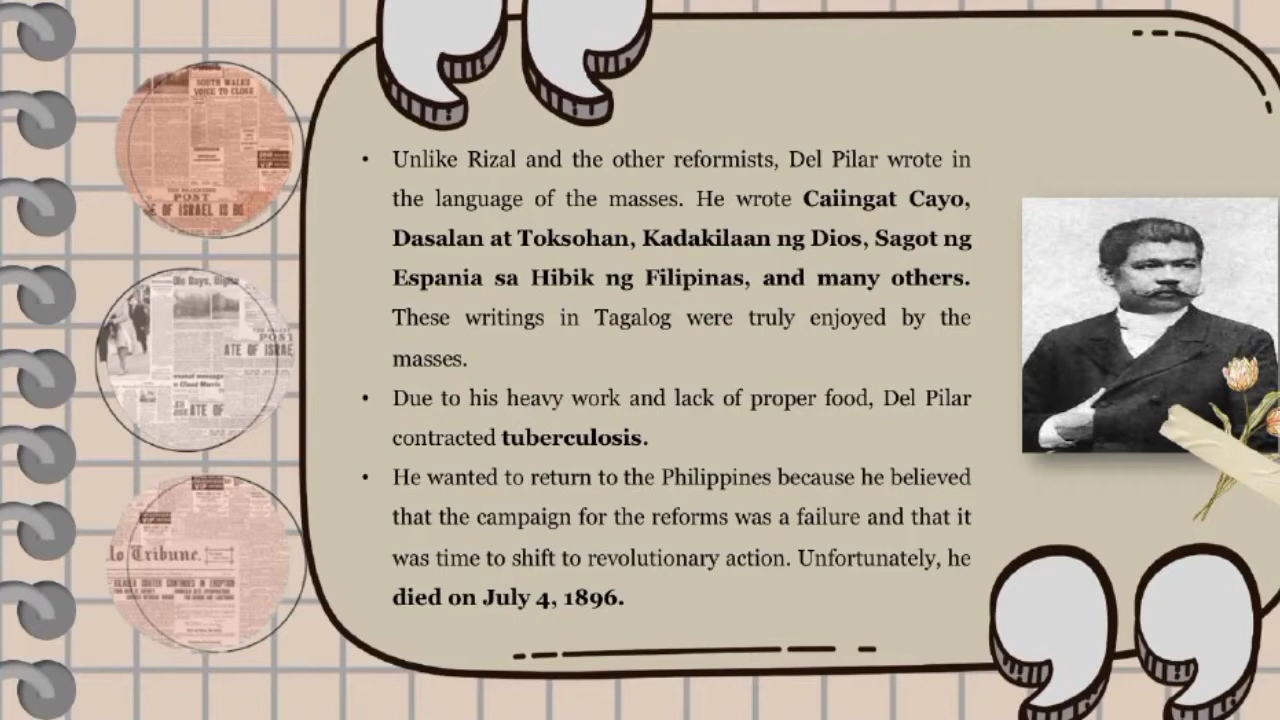 SOUTH WALES
VOICE TO CLOSE
POST
E OF ISRAEL IS BO
POST
ATE OF ISRAE
ATE OF
lo Tribune.
• Unlike Rizal and the other reformists, Del Pilar wrote in
the language of the masses. He wrote Caiingat Cayo,
Dasalan at Toksohan, Kadakilaan ng Dios, Sagot ng
Espania sa Hibik ng Filipinas, and many others.
These writings in Tagalog were truly enjoyed by the
masses.
• Due to his heavy work and lack of proper food, Del Pilar
contracted tuberculosis.
• He wanted to return to the Philippines because he believed
that the campaign for the reforms was a failure and that it
was time to shift to revolutionary action. Unfortunately, he
died on July 4, 1896.